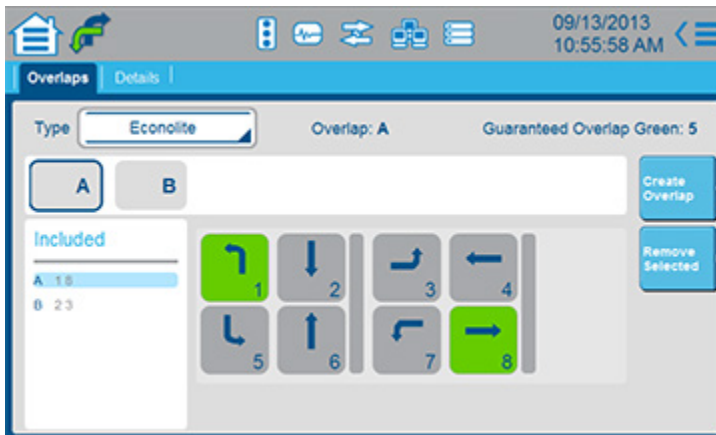 09/13/2013
10:55:58 AM
Overlaps Details
Type Econolite Overlap: A Guaranteed Overlap Green: 5
A B
Create
Overlap
Included
Remove
Selected
A 1 8
B 2 3
1 2 3 4
5 6 7 8